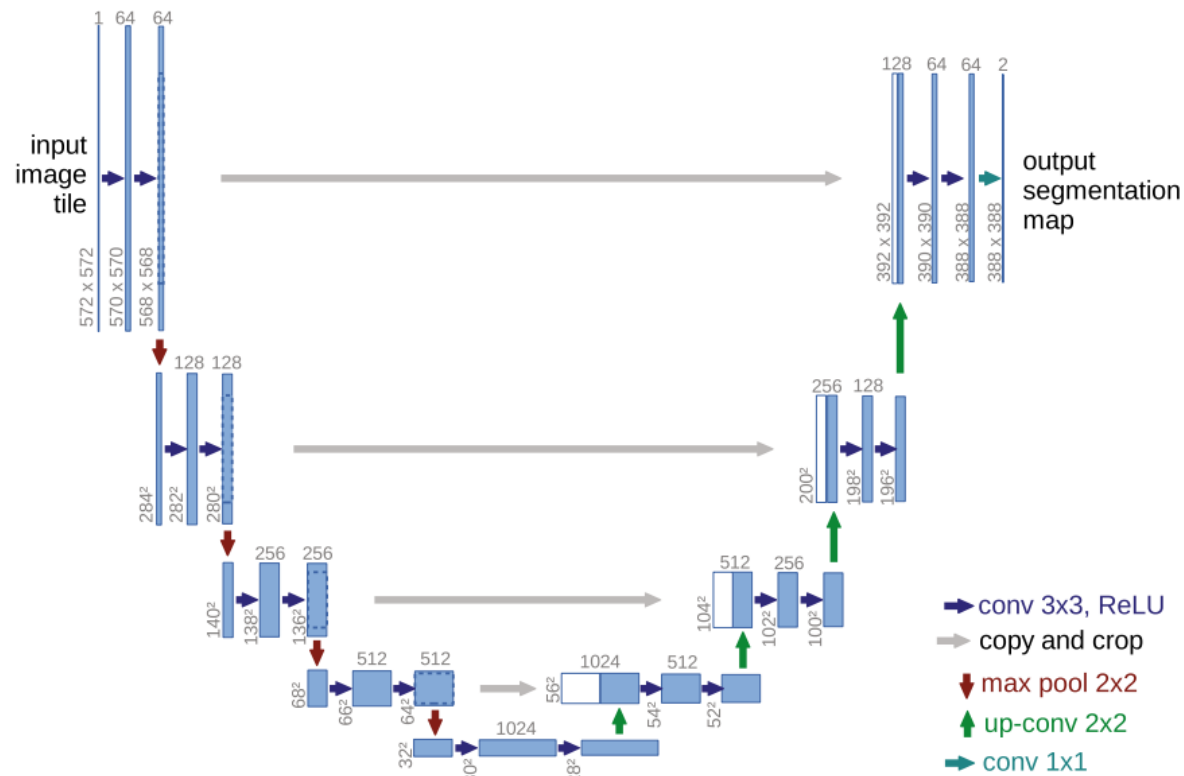 1 64 64
128 64 64 2
input
image
tile
output
segmentation
map
572 x 572
570 x 570
568 x 568
392 x 392
390 x 390
388 x 388
388 x 388
128 128
256 128
284²
282²
280²
200²
198²
196²
256 256
512 256
140²
138²
136²
104²
102²
100²
512 512
1024 512
68²
66²
64²
56²
54²
52²
1024
32²
conv 3x3, ReLU
copy and crop
max pool 2x2
up-conv 2x2
conv 1x1